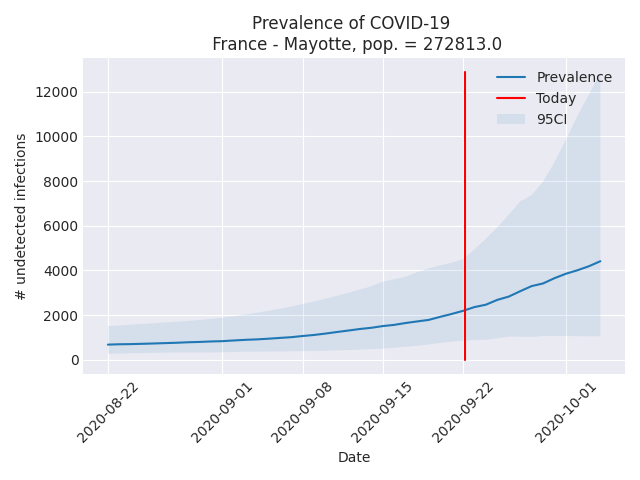 Prevalence of COVID-19
France - Mayotte, pop. = 272813.0
Prevalence
Today
95CI
12000
10000
8000
6000
4000
2000
0
# undetected infections
2020-08-22
2020-09-01
2020-09-08
2020-09-15
2020-09-22
2020-10-01
Date